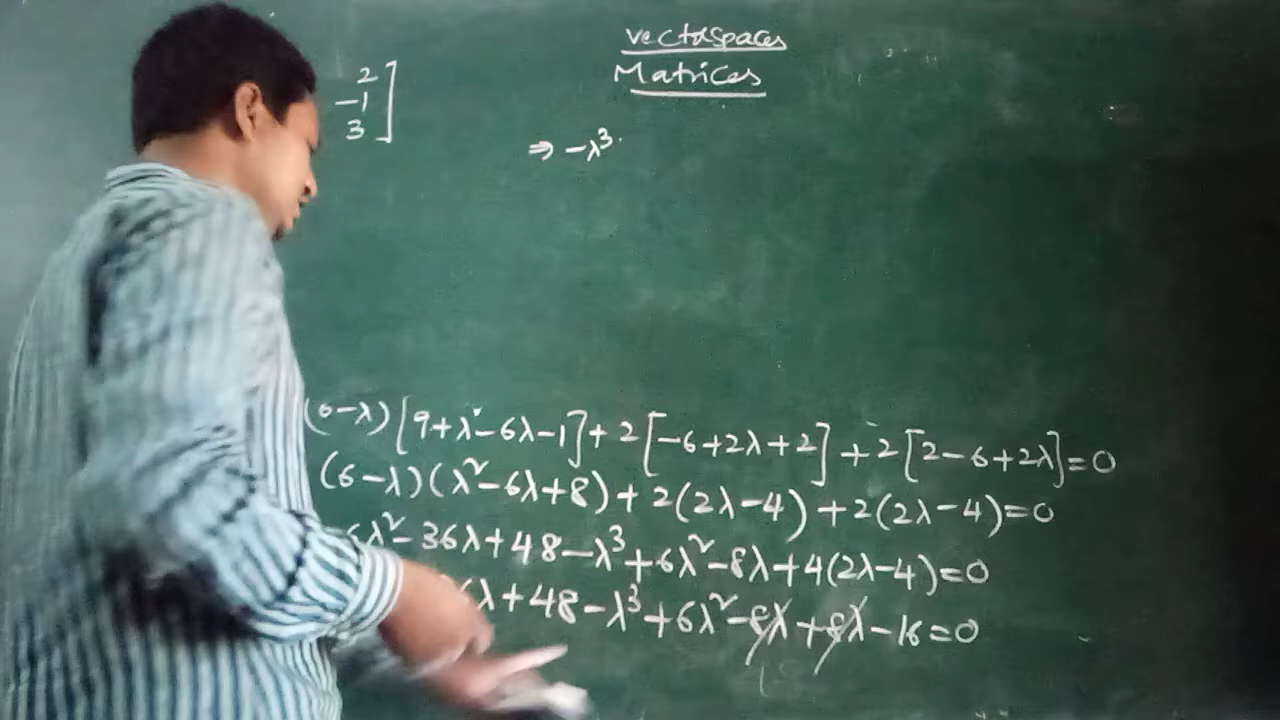 vectorspaces
Matrices
2
-1
3 ]
⇒ -λ³
(6-λ)[9+λ²-6λ-1]+2[-6+2λ+2]+2[2-6+2λ]=0
(6-λ)(λ²-6λ+8)+2(2λ-4)+2(2λ-4)=0
6λ²-36λ+48-λ³+6λ²-8λ+4(2λ-4)=0
6λ+48-λ³+6λ²-8λ+8λ-16=0